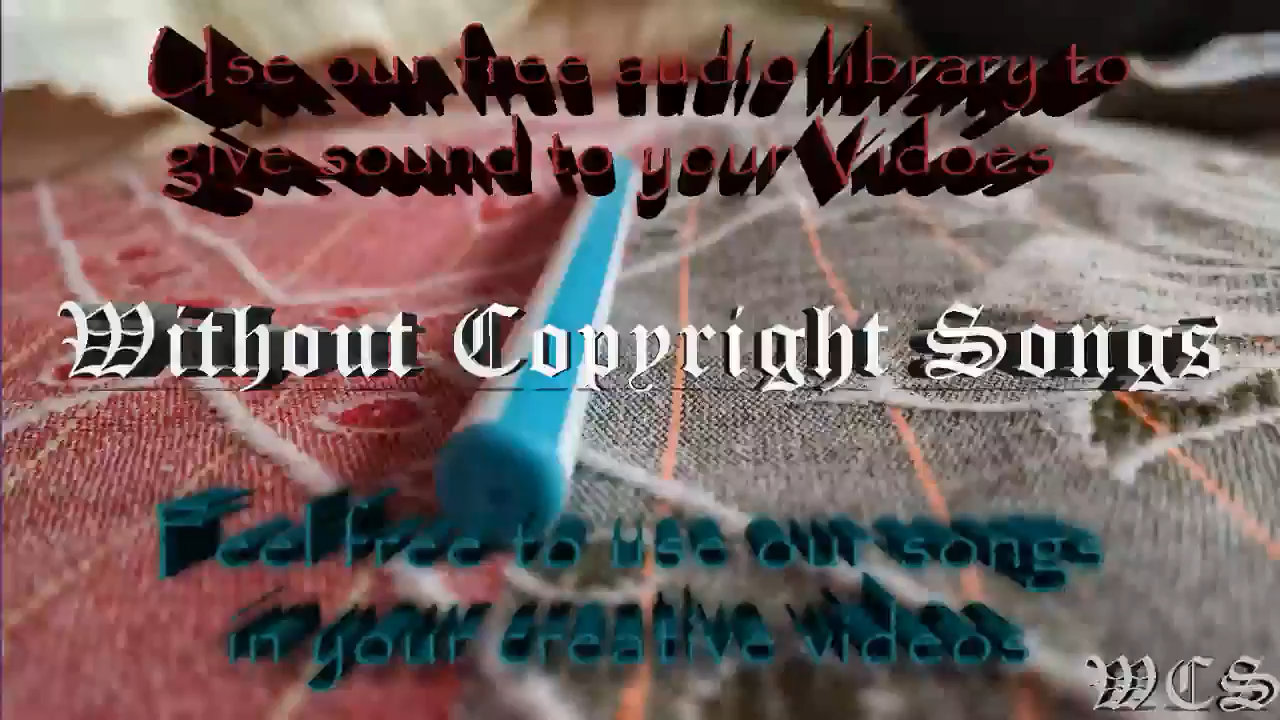 Use our free audio library to
give sound to your Vidoes
Without Copyright Songs
Feel free to use our songs
in your creative videos
WCS